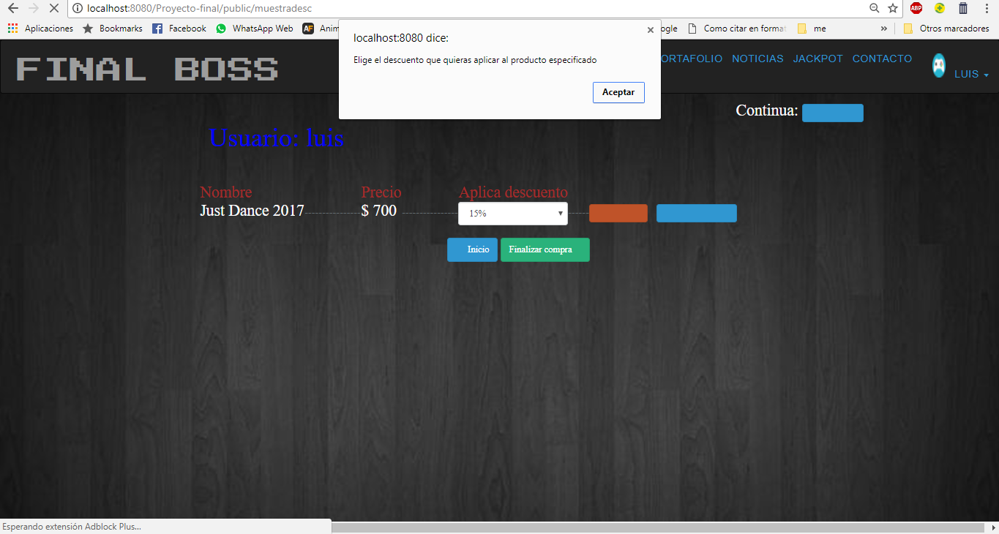 localhost:8080/Proyecto-final/public/muestradesc
ABP
Aplicaciones Bookmarks Facebook WhatsApp Web AF Anim ogle Como citar en format me » Otros marcadores
localhost:8080 dice:
Elige el descuento que quieras aplicar al producto especificado
Aceptar
FINAL BOSS
ORTAFOLIO NOTICIAS JACKPOT CONTACTO LUIS
Continua:
Usuario: luis
Nombre Precio Aplica descuento
Just Dance 2017 $ 700 15%
Inicio Finalizar compra
Esperando extensión Adblock Plus...